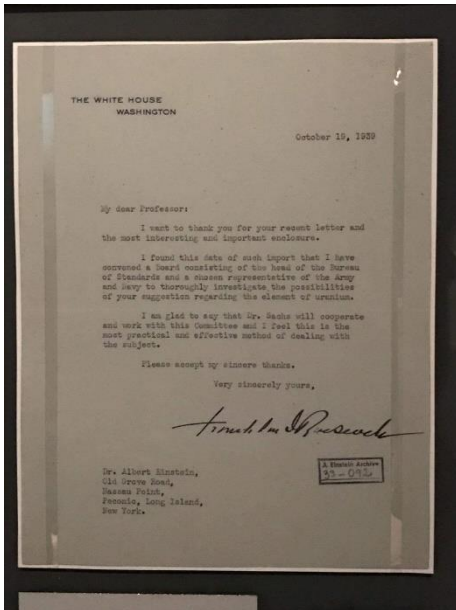 THE WHITE HOUSE
WASHINGTON
October 19, 1939
My dear Professor:
I want to thank you for your recent letter and
the most interesting and important enclosure.
I found this data of such import that I have
convened a Board consisting of the head of the Bureau
of Standards and a chosen representative of the Army
and Navy to thoroughly investigate the possibilities
of your suggestion regarding the element of uranium.
I am glad to say that Dr. Sachs will cooperate
and work with this Committee and I feel this is the
most practical and effective method of dealing with
the subject.
Please accept my sincere thanks.
Very sincerely yours,
Franklin D Roosevelt
A. Einstein Archive
33-092
Dr. Albert Einstein,
Old Grove Road,
Nassau Point,
Peconic, Long Island,
New York.